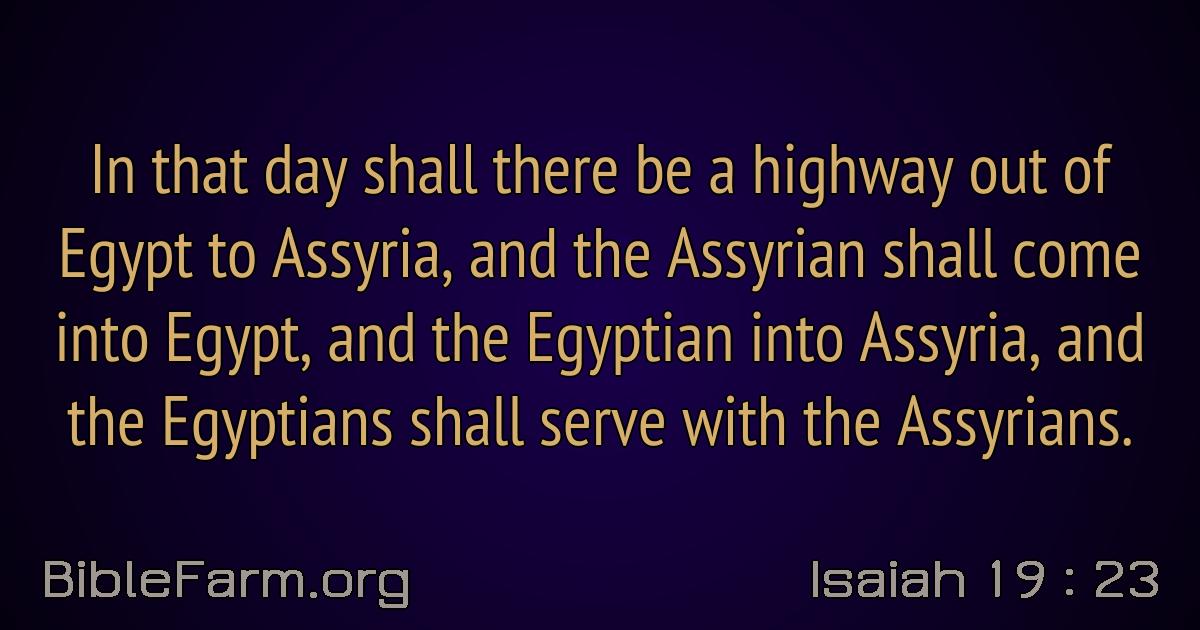 In that day shall there be a highway out of
Egypt to Assyria, and the Assyrian shall come
into Egypt, and the Egyptian into Assyria, and
the Egyptians shall serve with the Assyrians.
BibleFarm.org
Isaiah 19 : 23